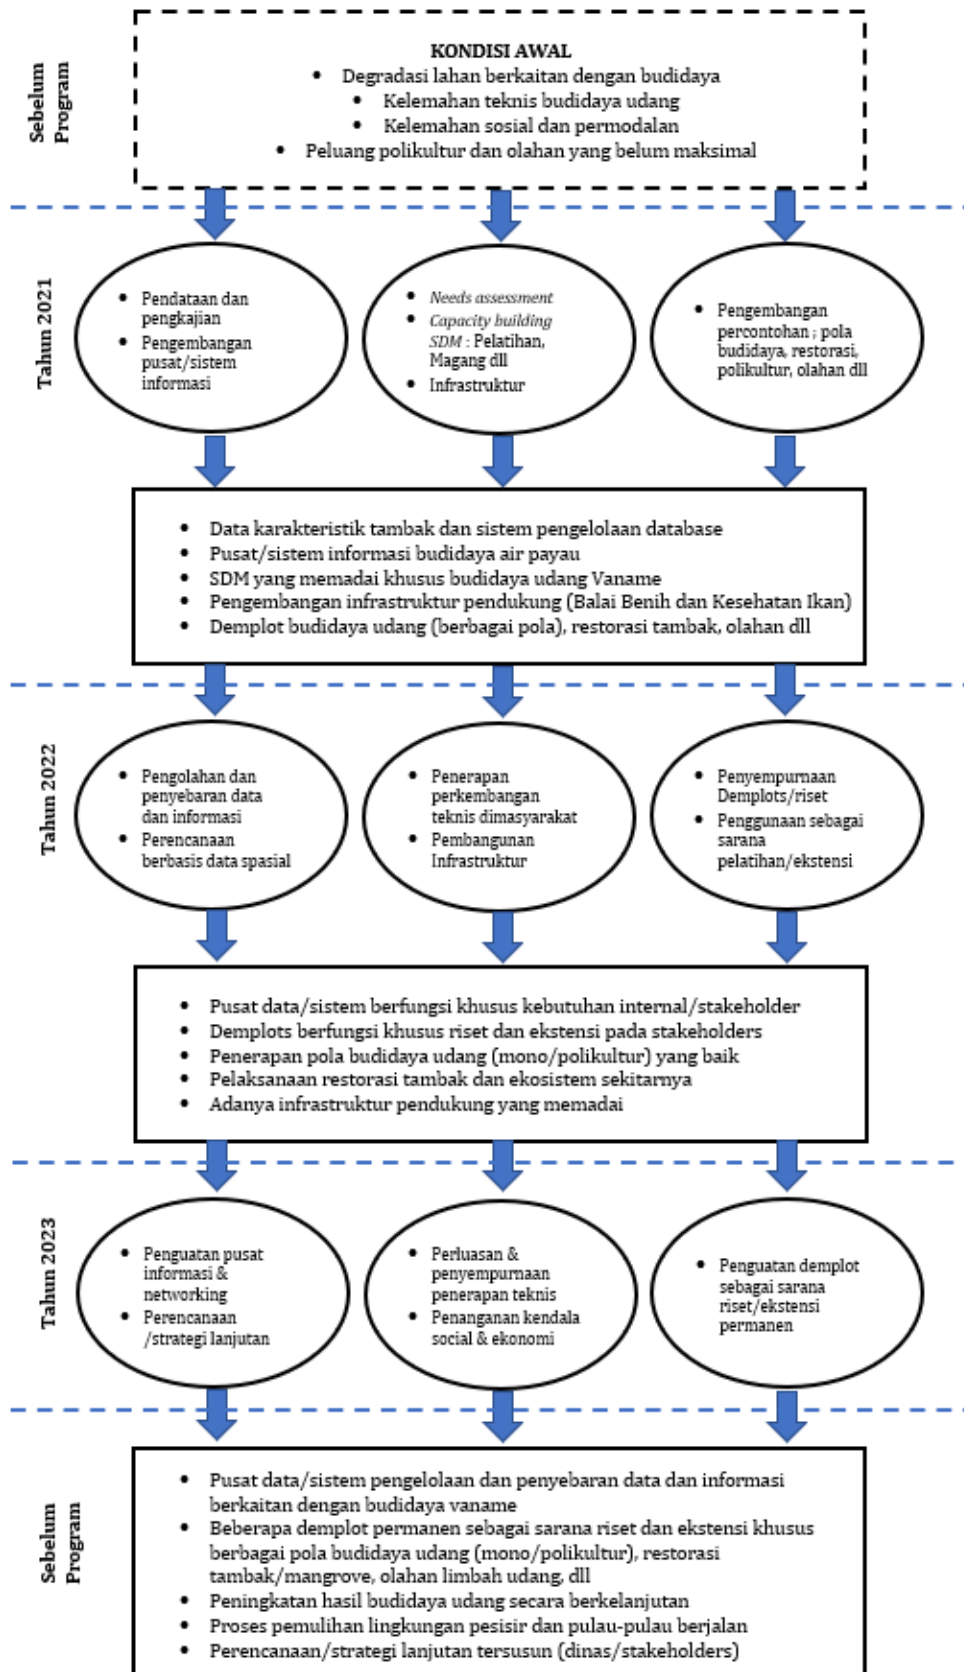 Sebelum
Program
KONDISI AWAL
• Degradasi lahan berkaitan dengan budidaya
• Kelemahan teknis budidaya udang
• Kelemahan sosial dan permodalan
• Peluang polikultur dan olahan yang belum maksimal
Tahun 2021
• Pendataan dan
pengkajian
• Pengembangan
pusat/sistem
informasi
• Needs assessment
• Capacity building
SDM : Pelatihan,
Magang dll
• Infrastruktur
• Pengembangan
percontohan ; pola
budidaya, restorasi,
polikultur, olahan dll
• Data karakteristik tambak dan sistem pengelolaan database
• Pusat/sistem informasi budidaya air payau
• SDM yang memadai khusus budidaya udang Vaname
• Pengembangan infrastruktur pendukung (Balai Benih dan Kesehatan Ikan)
• Demplot budidaya udang (berbagai pola), restorasi tambak, olahan dll
Tahun 2022
• Pengolahan dan
penyebaran data
dan informasi
• Perencanaan
berbasis data spasial
• Penerapan
perkembangan
teknis dimasyarakat
• Pembangunan
Infrastruktur
• Penyempurnaan
Demplots/riset
• Penggunaan sebagai
sarana
pelatihan/ekstensi
• Pusat data/sistem berfungsi khusus kebutuhan internal/stakeholder
• Demplots berfungsi khusus riset dan ekstensi pada stakeholders
• Penerapan pola budidaya udang (mono/polikultur) yang baik
• Pelaksanaan restorasi tambak dan ekosistem sekitarnya
• Adanya infrastruktur pendukung yang memadai
Tahun 2023
• Penguatan pusat
informasi &
networking
• Perencanaan
/strategi lanjutan
• Perluasan &
penyempurnaan
penerapan teknis
• Penanganan kendala
social & ekonomi
• Penguatan demplot
sebagai sarana
riset/ekstensi
permanen
Sebelum
Program
• Pusat data/sistem pengelolaan dan penyebaran data dan informasi
berkaitan dengan budidaya vaname
• Beberapa demplot permanen sebagai sarana riset dan ekstensi khusus
berbagai pola budidaya udang (mono/polikultur), restorasi
tambak/mangrove, olahan limbah udang, dll
• Peningkatan hasil budidaya udang secara berkelanjutan
• Proses pemulihan lingkungan pesisir dan pulau-pulau berjalan
• Perencanaan/strategi lanjutan tersusun (dinas/stakeholders)